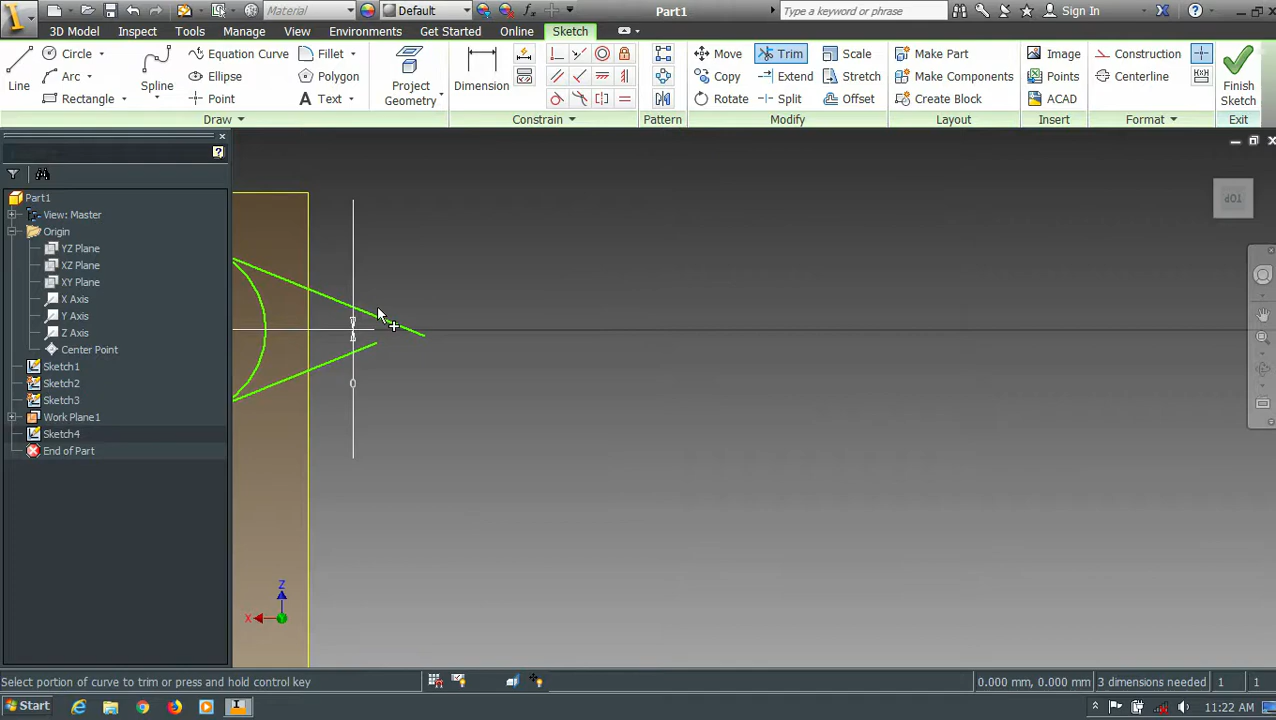 Material Default fx Part1 Type a keyword or phrase Sign In
3D Model Inspect Tools Manage View Environments Get Started Online Sketch
Line Circle Arc Rectangle Spline Equation Curve Ellipse Point Fillet Polygon Text Project Geometry
Draw
Dimension
Constrain
Pattern
Move Copy Rotate Trim Extend Split Scale Stretch Offset
Modify
Make Part
Make Components
Create Block
Layout
Image
Points
ACAD
Insert
Construction
Centerline
Format
Finish Sketch
Exit
Part1
View: Master
Origin
YZ Plane
XZ Plane
XY Plane
X Axis
Y Axis
Z Axis
Center Point
Sketch1
Sketch2
Sketch3
Work Plane1
Sketch4
End of Part
TOP
0
Z
X
Select portion of curve to trim or press and hold control key
0.000 mm, 0.000 mm 3 dimensions needed 1 1
Start
11:22 AM